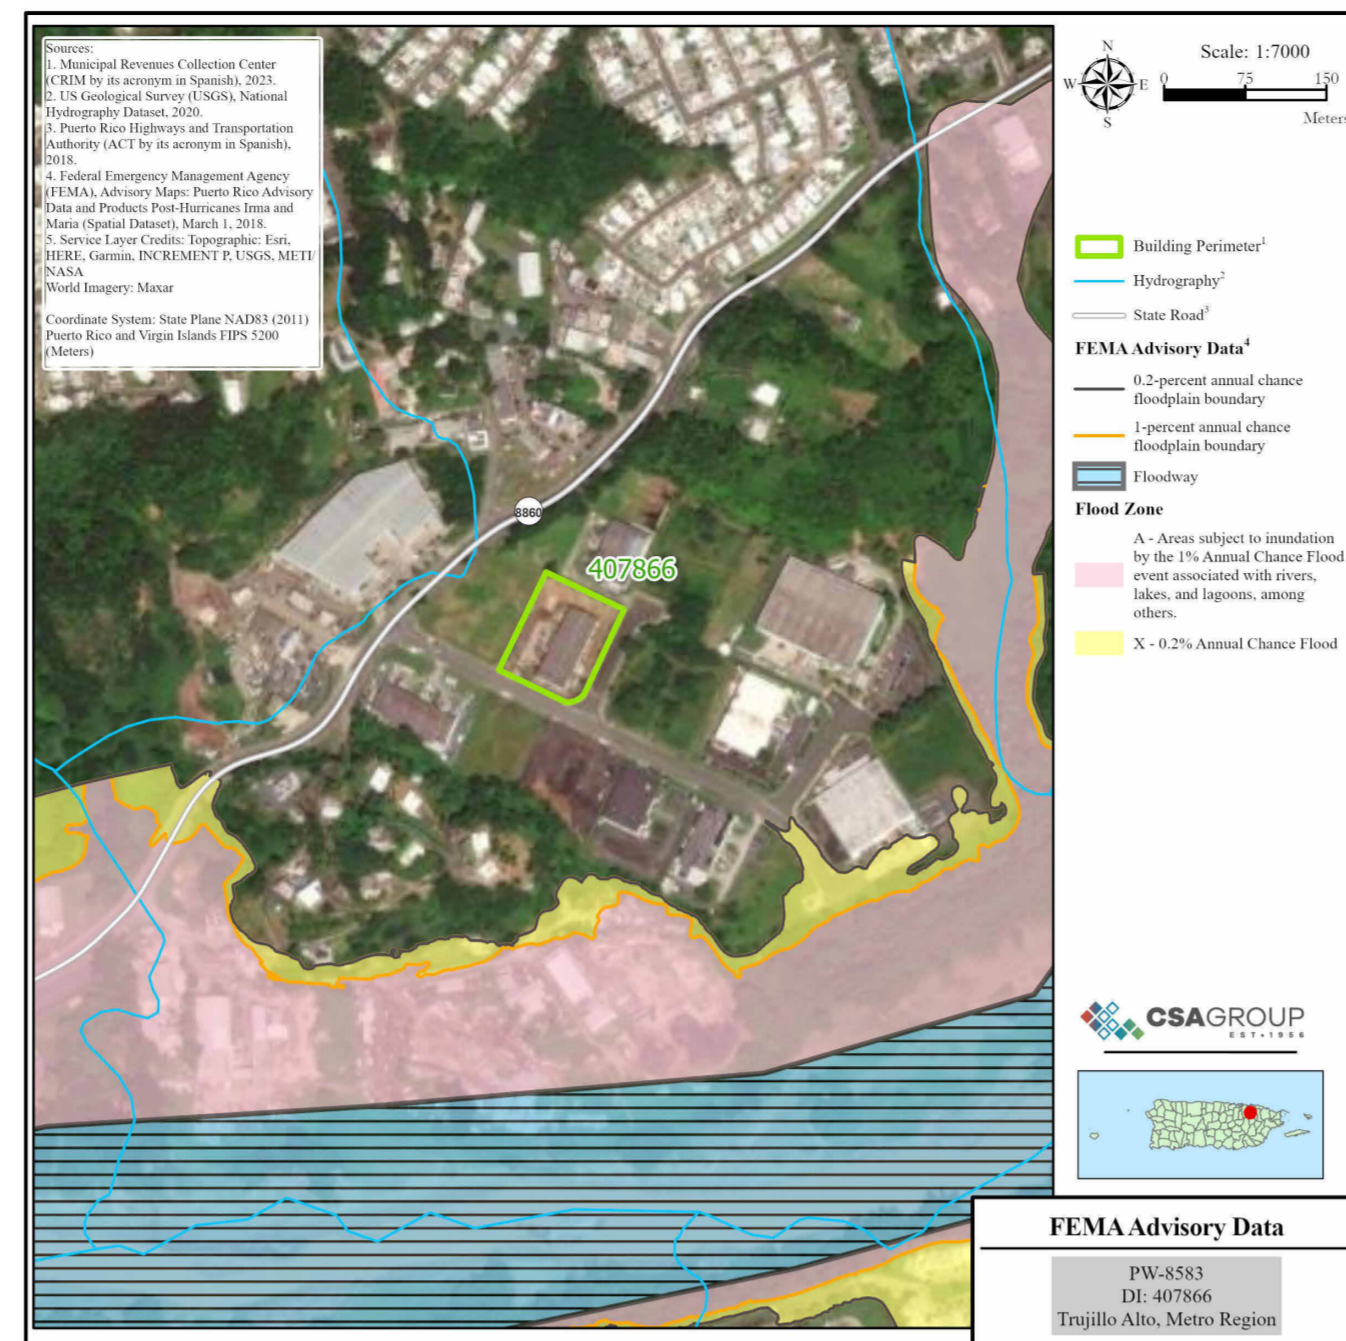 Sources:
1. Municipal Revenues Collection Center
(CRIM by its acronym in Spanish), 2023.
2. US Geological Survey (USGS), National
Hydrography Dataset, 2020.
3. Puerto Rico Highways and Transportation
Authority (ACT by its acronym in Spanish),
2018.
4. Federal Emergency Management Agency
(FEMA), Advisory Maps: Puerto Rico Advisory
Data and Products Post-Hurricanes Irma and
Maria (Spatial Dataset), March 1, 2018.
5. Service Layer Credits: Topographic: Esri,
HERE, Garmin, INCREMENT P, USGS, METI/
NASA
World Imagery: Maxar
Coordinate System: State Plane NAD83 (2011)
Puerto Rico and Virgin Islands FIPS 5200
(Meters)
8860
407866
N
W E
S
Scale: 1:7000
0 75 150
Meters
Building Perimeter¹
Hydrography²
State Road³
FEMA Advisory Data⁴
0.2-percent annual chance
floodplain boundary
1-percent annual chance
floodplain boundary
Floodway
Flood Zone
A - Areas subject to inundation
by the 1% Annual Chance Flood
event associated with rivers,
lakes, and lagoons, among
others.
X - 0.2% Annual Chance Flood
CSAGROUP
EST•1956
FEMA Advisory Data
PW-8583
DI: 407866
Trujillo Alto, Metro Region